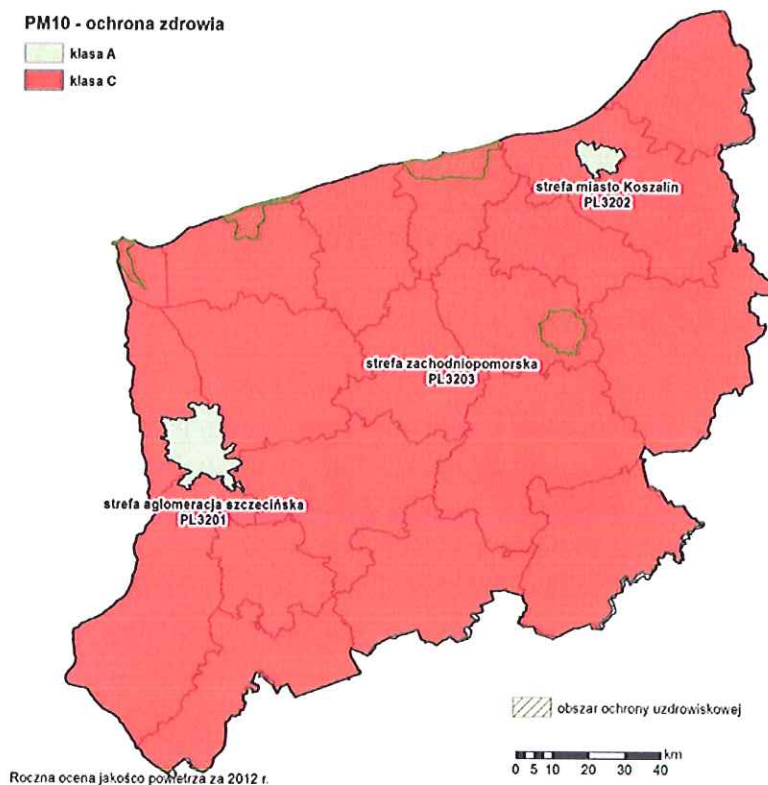 PM10 - ochrona zdrowia
klasa A
klasa C
strefa miasto Koszalin
PL3202
strefa zachodniopomorska
PL3203
strefa aglomeracja szczecińska
PL3201
obszar ochrony uzdrowiskowej
km
0 5 10 20 30 40
Roczna ocena jakośco powietrza za 2012 r.